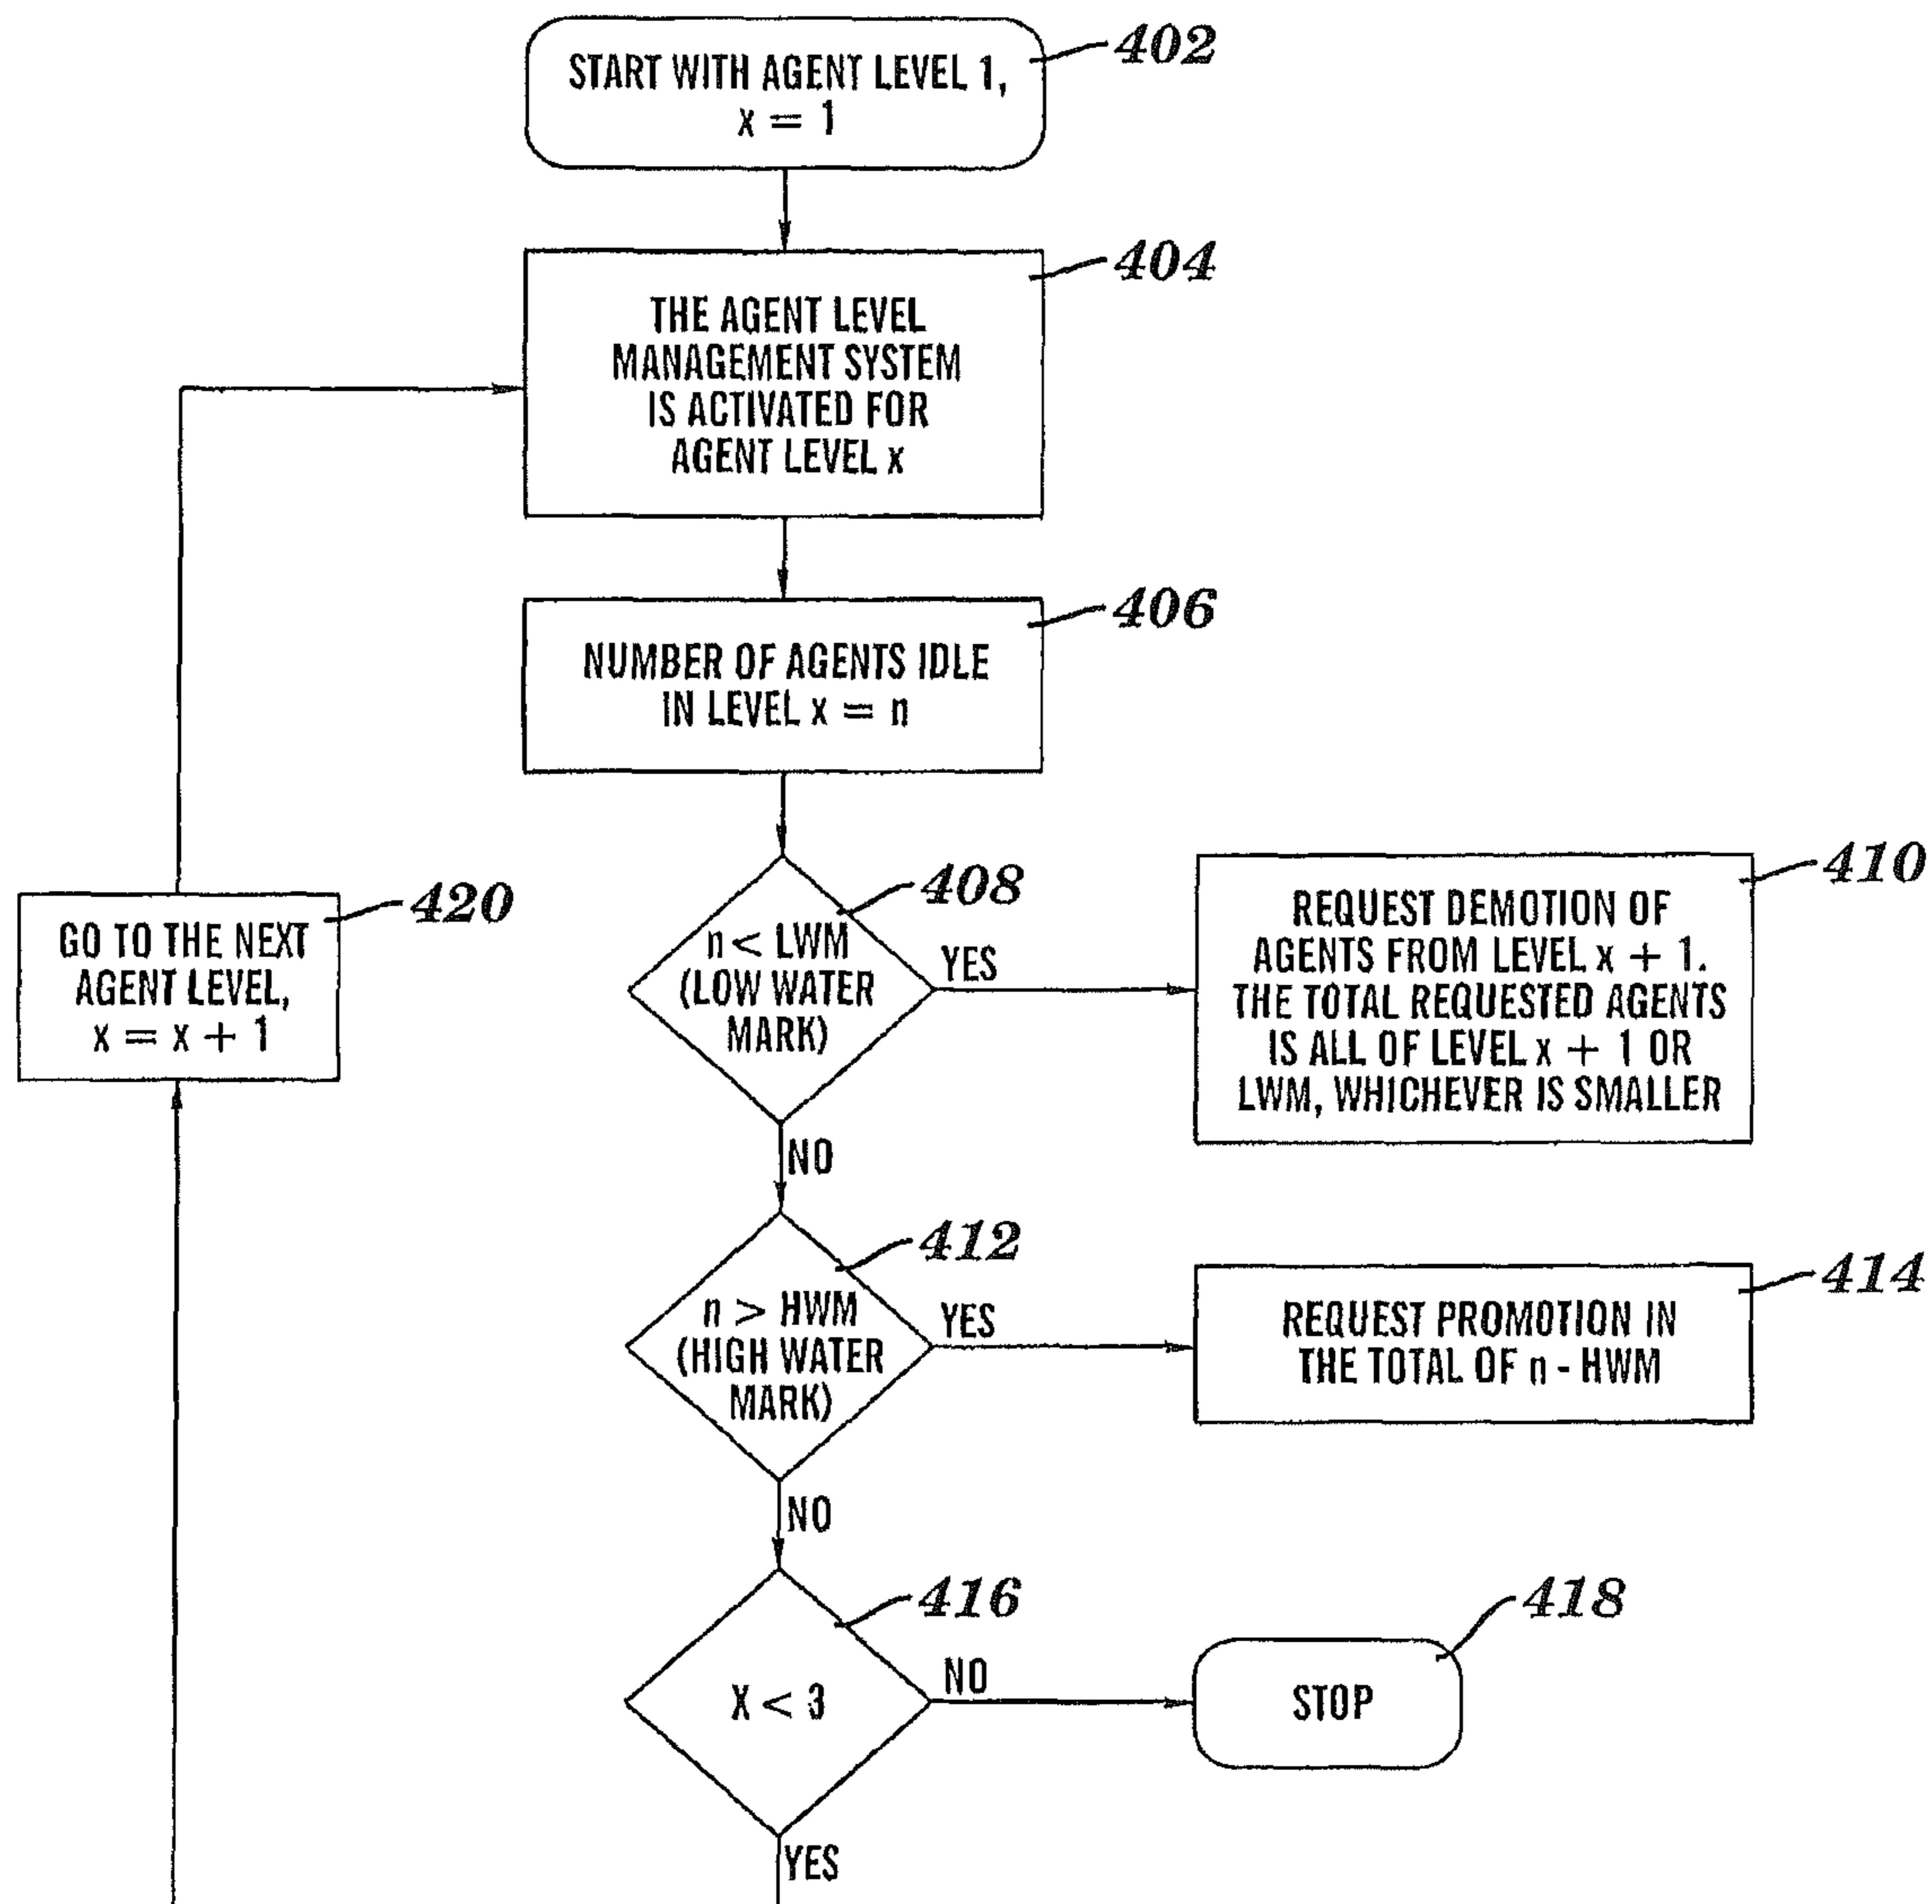 402
START WITH AGENT LEVEL 1,
x = 1
404
THE AGENT LEVEL
MANAGEMENT SYSTEM
IS ACTIVATED FOR
AGENT LEVEL x
406
NUMBER OF AGENTS IDLE
IN LEVEL x = n
408
n < LWM
(LOW WATER
MARK)
YES
410
REQUEST DEMOTION OF
AGENTS FROM LEVEL x + 1.
THE TOTAL REQUESTED AGENTS
IS ALL OF LEVEL x + 1 OR
LWM, WHICHEVER IS SMALLER
420
GO TO THE NEXT
AGENT LEVEL,
x = x + 1
NO
412
n > HWM
(HIGH WATER
MARK)
YES
414
REQUEST PROMOTION IN
THE TOTAL OF n - HWM
NO
416
X < 3
NO
418
STOP
YES